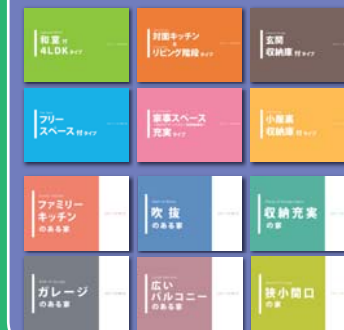 和室 付
4LDK タイプ
対面キッチン
&
リビング階段 タイプ
玄関
収納庫 付タイプ
フリー
スペース 付タイプ
家事スペース
充実 タイプ
小屋裏
収納庫 付タイプ
ファミリー
キッチン
のある家
吹抜
のある家
収納充実
の家
ガレージ
のある家
広い
バルコニー
のある家
狭小間口
の家